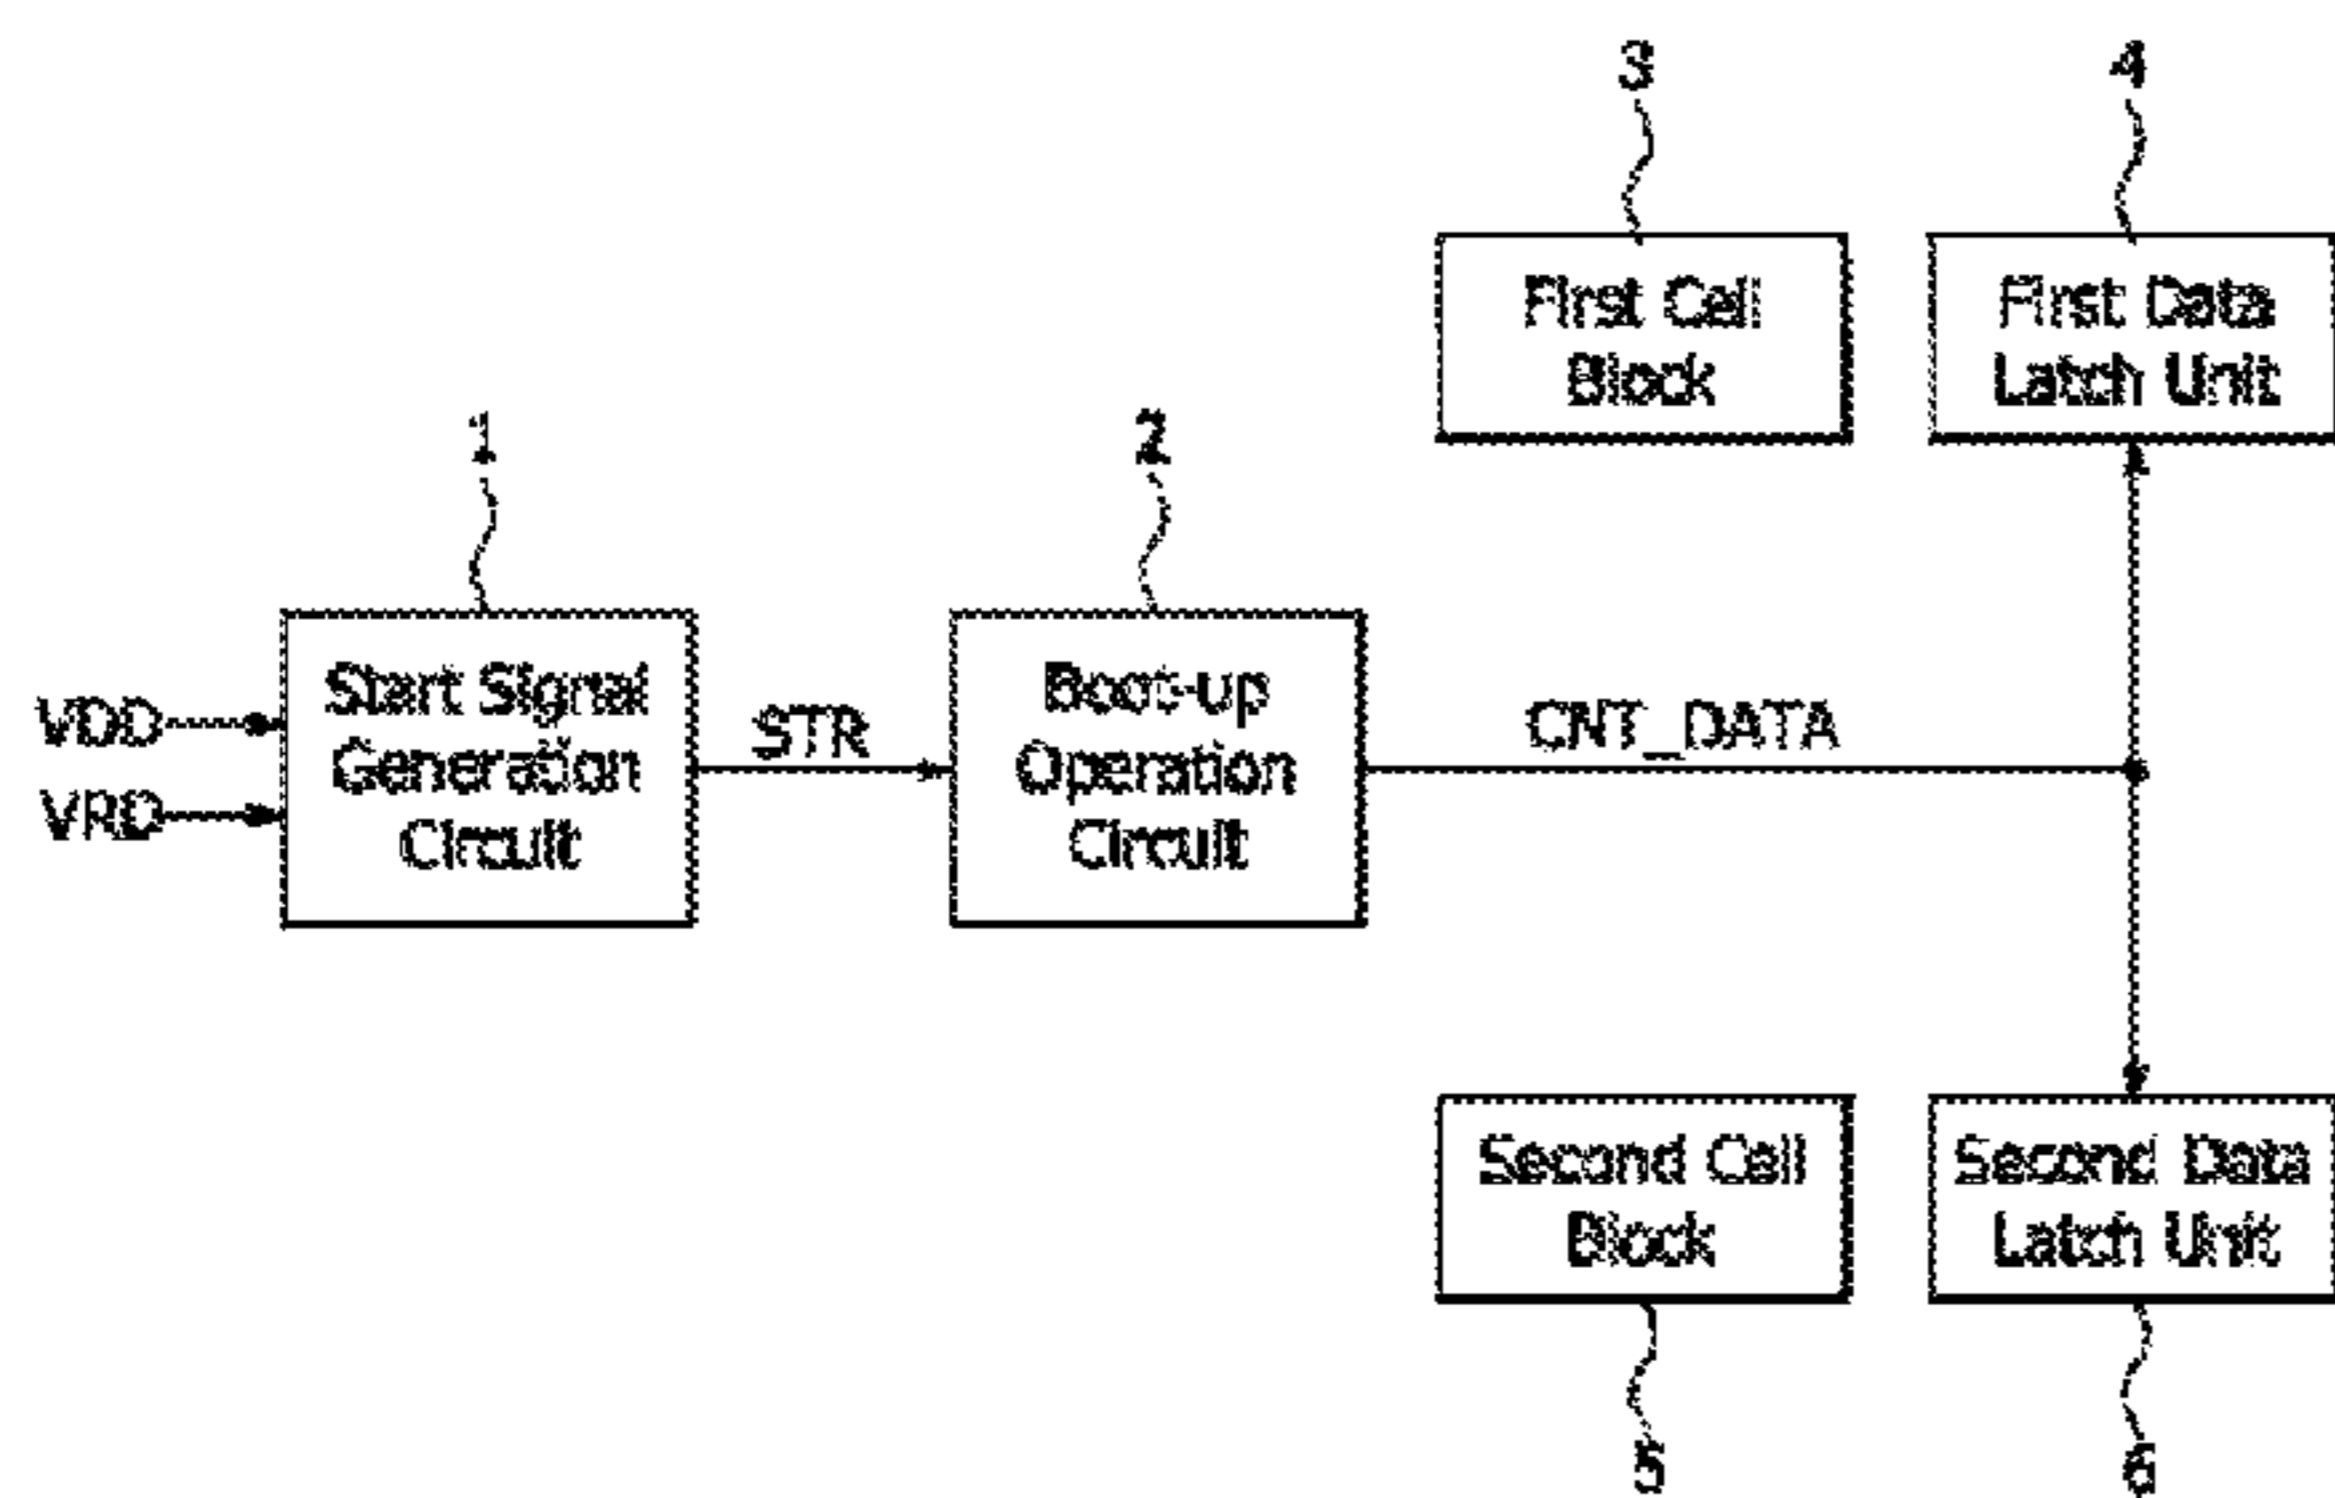 3
4
First Cell
Block
First Data
Latch Unit
1
2
VDD
VRD
Start Signal
Generation
Circuit
STR
Boot-up
Operation
Circuit
CNT_DATA
Second Cell
Block
Second Data
Latch Unit
5
6